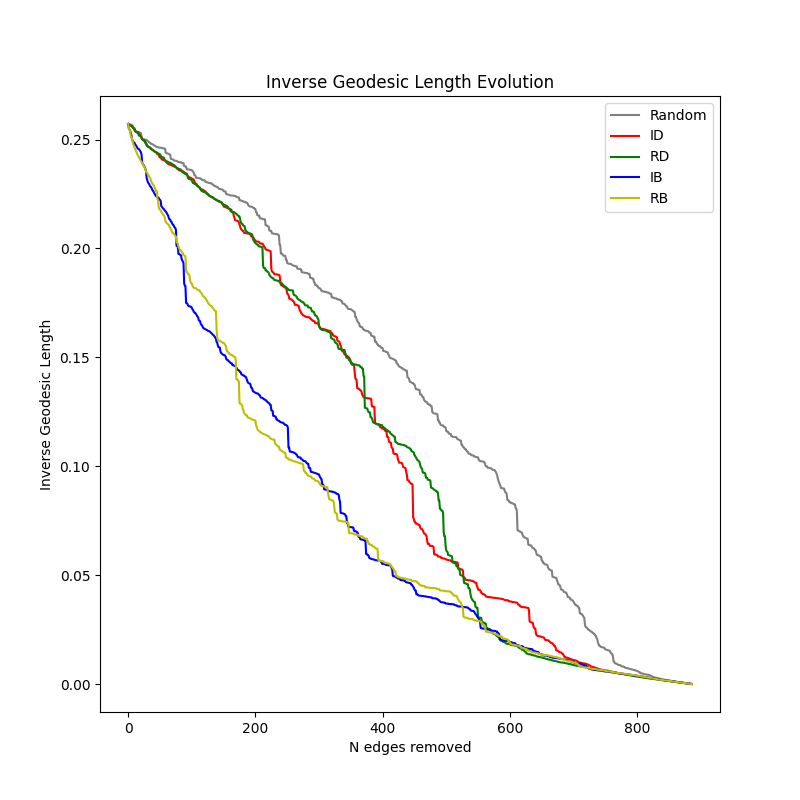 Inverse Geodesic Length Evolution
Random
ID
RD
IB
RB
Inverse Geodesic Length
0.25
0.20
0.15
0.10
0.05
0.00
0 200 400 600 800
N edges removed